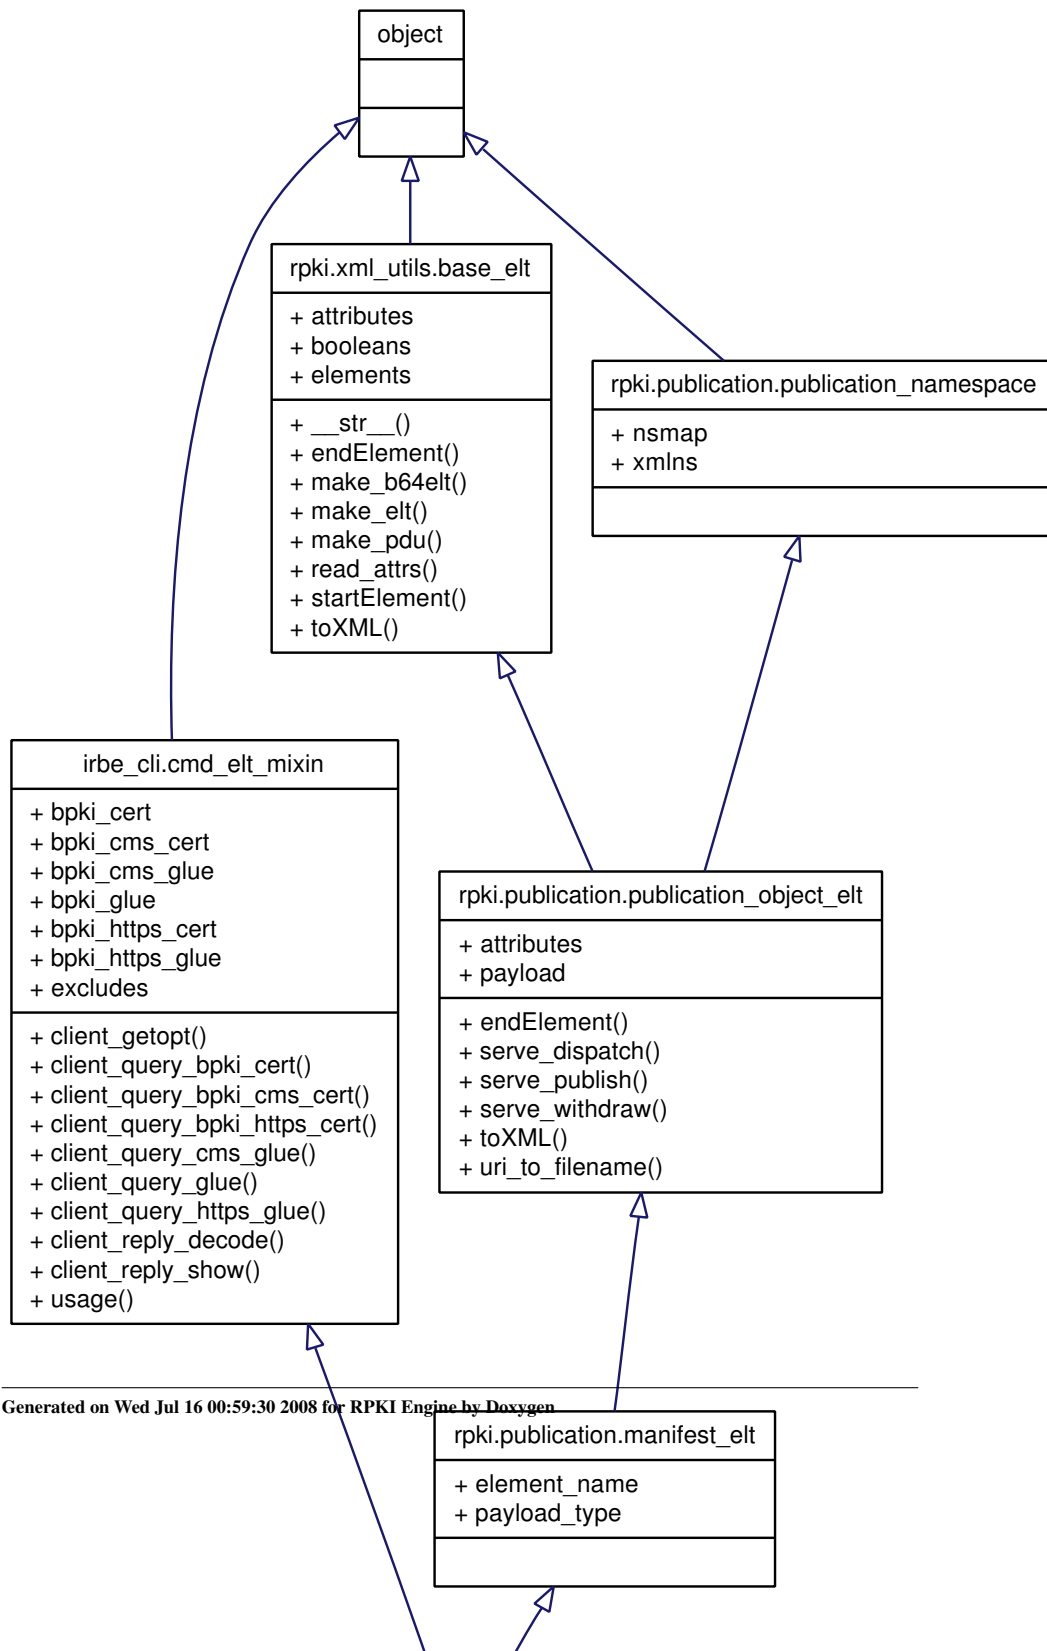 object
rpki.xml_utils.base_elt
+ attributes
+ booleans
+ elements
+ __str__()
+ endElement()
+ make_b64elt()
+ make_elt()
+ make_pdu()
+ read_attrs()
+ startElement()
+ toXML()
rpki.publication.publication_namespace
+ nsmap
+ xmlns
irbe_cli.cmd_elt_mixin
+ bpki_cert
+ bpki_cms_cert
+ bpki_cms_glue
+ bpki_glue
+ bpki_https_cert
+ bpki_https_glue
+ excludes
+ client_getopt()
+ client_query_bpki_cert()
+ client_query_bpki_cms_cert()
+ client_query_bpki_https_cert()
+ client_query_cms_glue()
+ client_query_glue()
+ client_query_https_glue()
+ client_reply_decode()
+ client_reply_show()
+ usage()
rpki.publication.publication_object_elt
+ attributes
+ payload
+ endElement()
+ serve_dispatch()
+ serve_publish()
+ serve_withdraw()
+ toXML()
+ uri_to_filename()
Generated on Wed Jul 16 00:59:30 2008 for RPKI Engine by Doxygen
rpki.publication.manifest_elt
+ element_name
+ payload_type